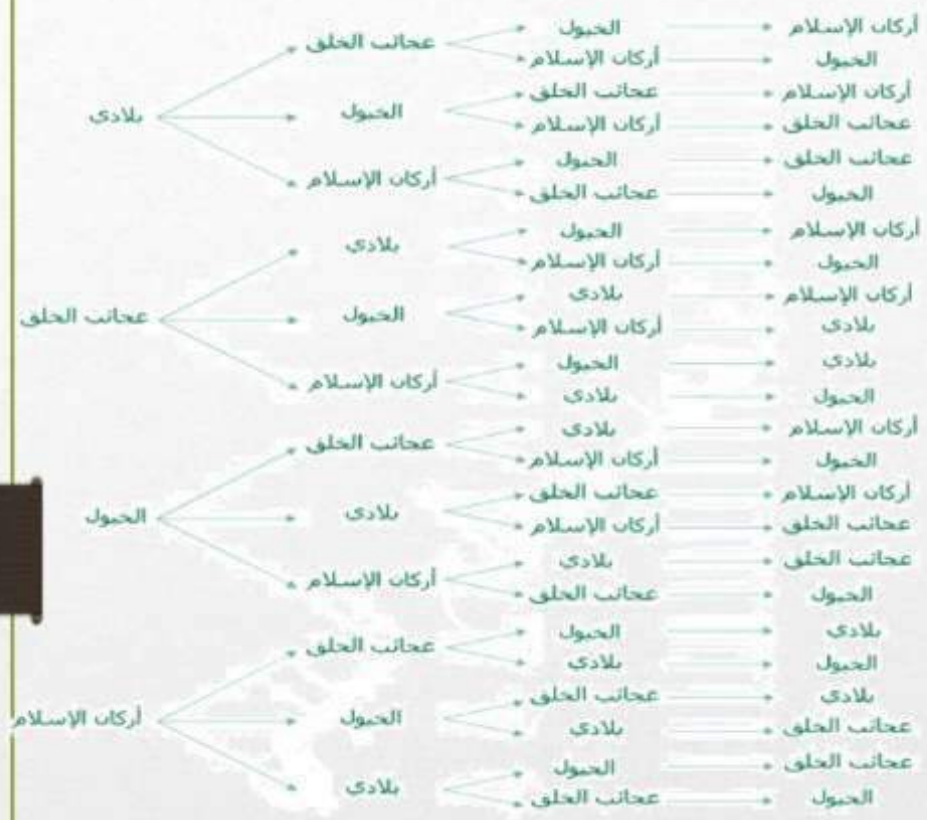 بلادي
عجائب الخلق
الخيول
أركان الإسلام
أركان الإسلام
الخيول
الخيول
عجائب الخلق
أركان الإسلام
أركان الإسلام
عجائب الخلق
أركان الإسلام
الخيول
عجائب الخلق
عجائب الخلق
الخيول
عجائب الخلق
بلادي
الخيول
أركان الإسلام
أركان الإسلام
الخيول
الخيول
بلادي
أركان الإسلام
أركان الإسلام
بلادي
أركان الإسلام
الخيول
بلادي
بلادي
الخيول
الخيول
عجائب الخلق
بلادي
أركان الإسلام
أركان الإسلام
الخيول
بلادي
عجائب الخلق
أركان الإسلام
أركان الإسلام
عجائب الخلق
أركان الإسلام
بلادي
عجائب الخلق
عجائب الخلق
الخيول
أركان الإسلام
عجائب الخلق
الخيول
بلادي
بلادي
الخيول
الخيول
عجائب الخلق
بلادي
بلادي
عجائب الخلق
بلادي
الخيول
عجائب الخلق
عجائب الخلق
الخيول